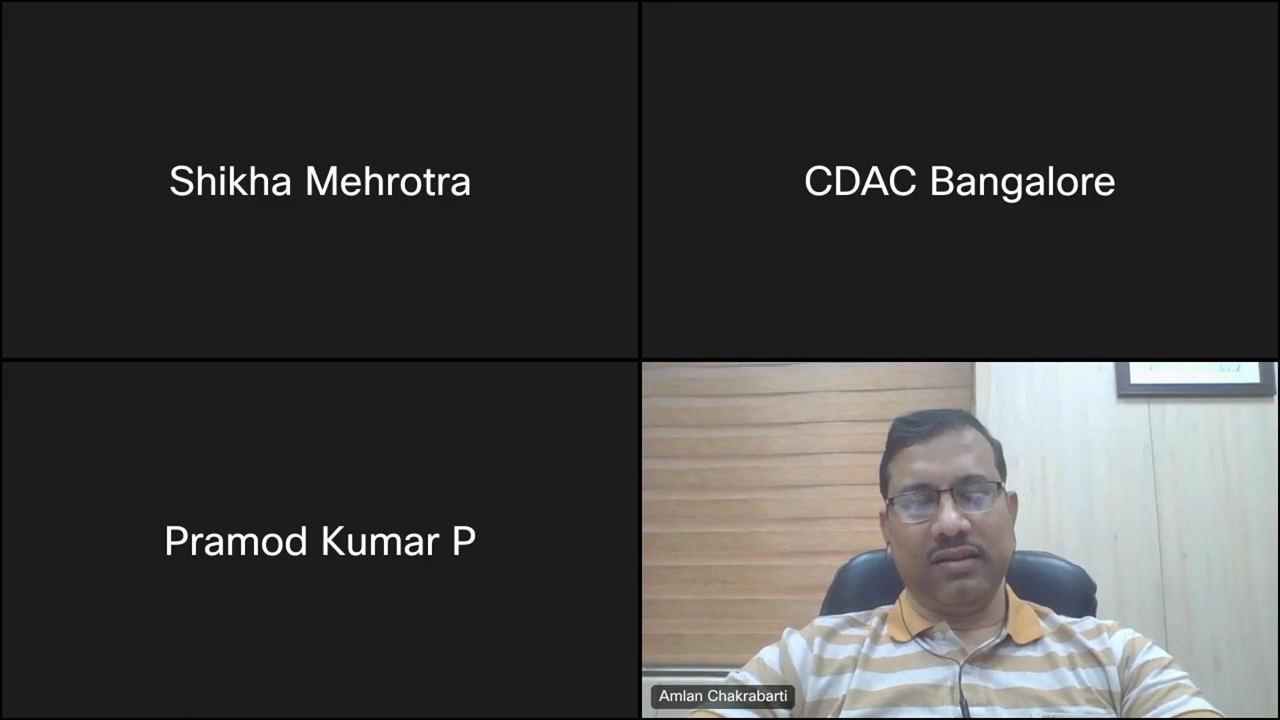 Shikha Mehrotra
CDAC Bangalore
Pramod Kumar P
Amlan Chakrabarti